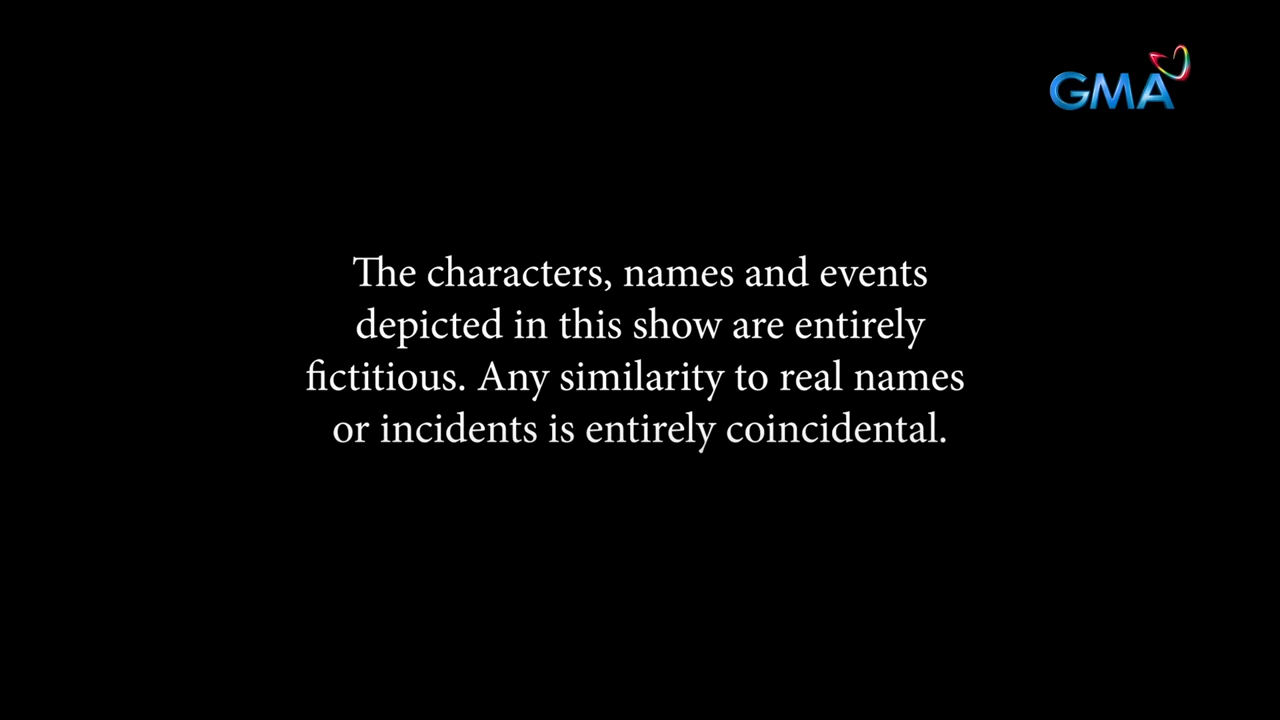 GMA
The characters, names and events
depicted in this show are entirely
fictitious. Any similarity to real names
or incidents is entirely coincidental.